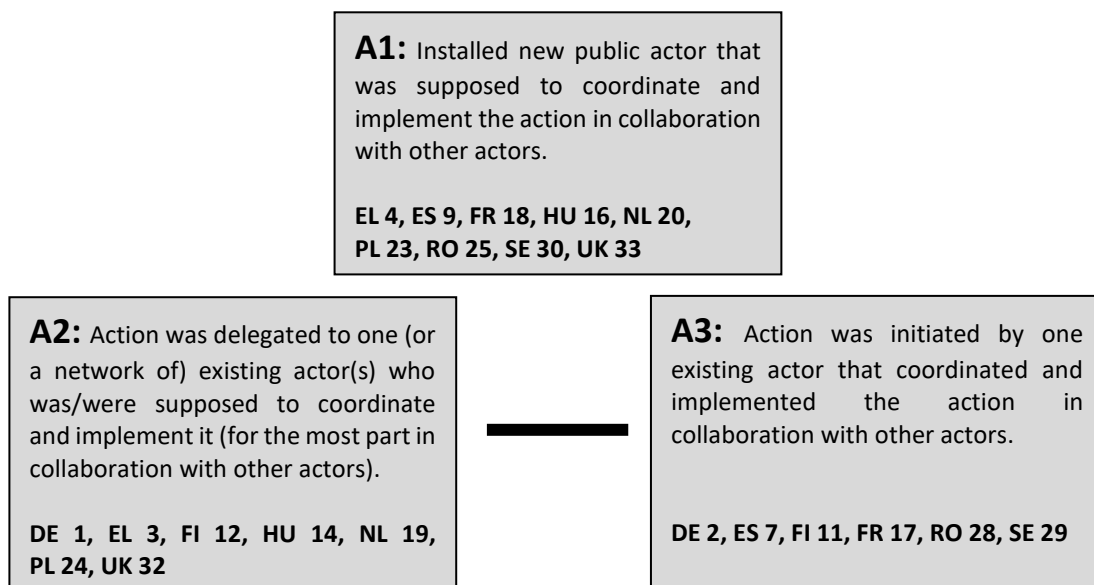 A1: Installed new public actor that
was supposed to coordinate and
implement the action in collaboration
with other actors.
EL 4, ES 9, FR 18, HU 16, NL 20,
PL 23, RO 25, SE 30, UK 33
A2: Action was delegated to one (or
a network of) existing actor(s) who
was/were supposed to coordinate
and implement it (for the most part in
collaboration with other actors).
DE 1, EL 3, FI 12, HU 14, NL 19,
PL 24, UK 32
A3: Action was initiated by one
existing actor that coordinated and
implemented the action in
collaboration with other actors.
DE 2, ES 7, FI 11, FR 17, RO 28, SE 29